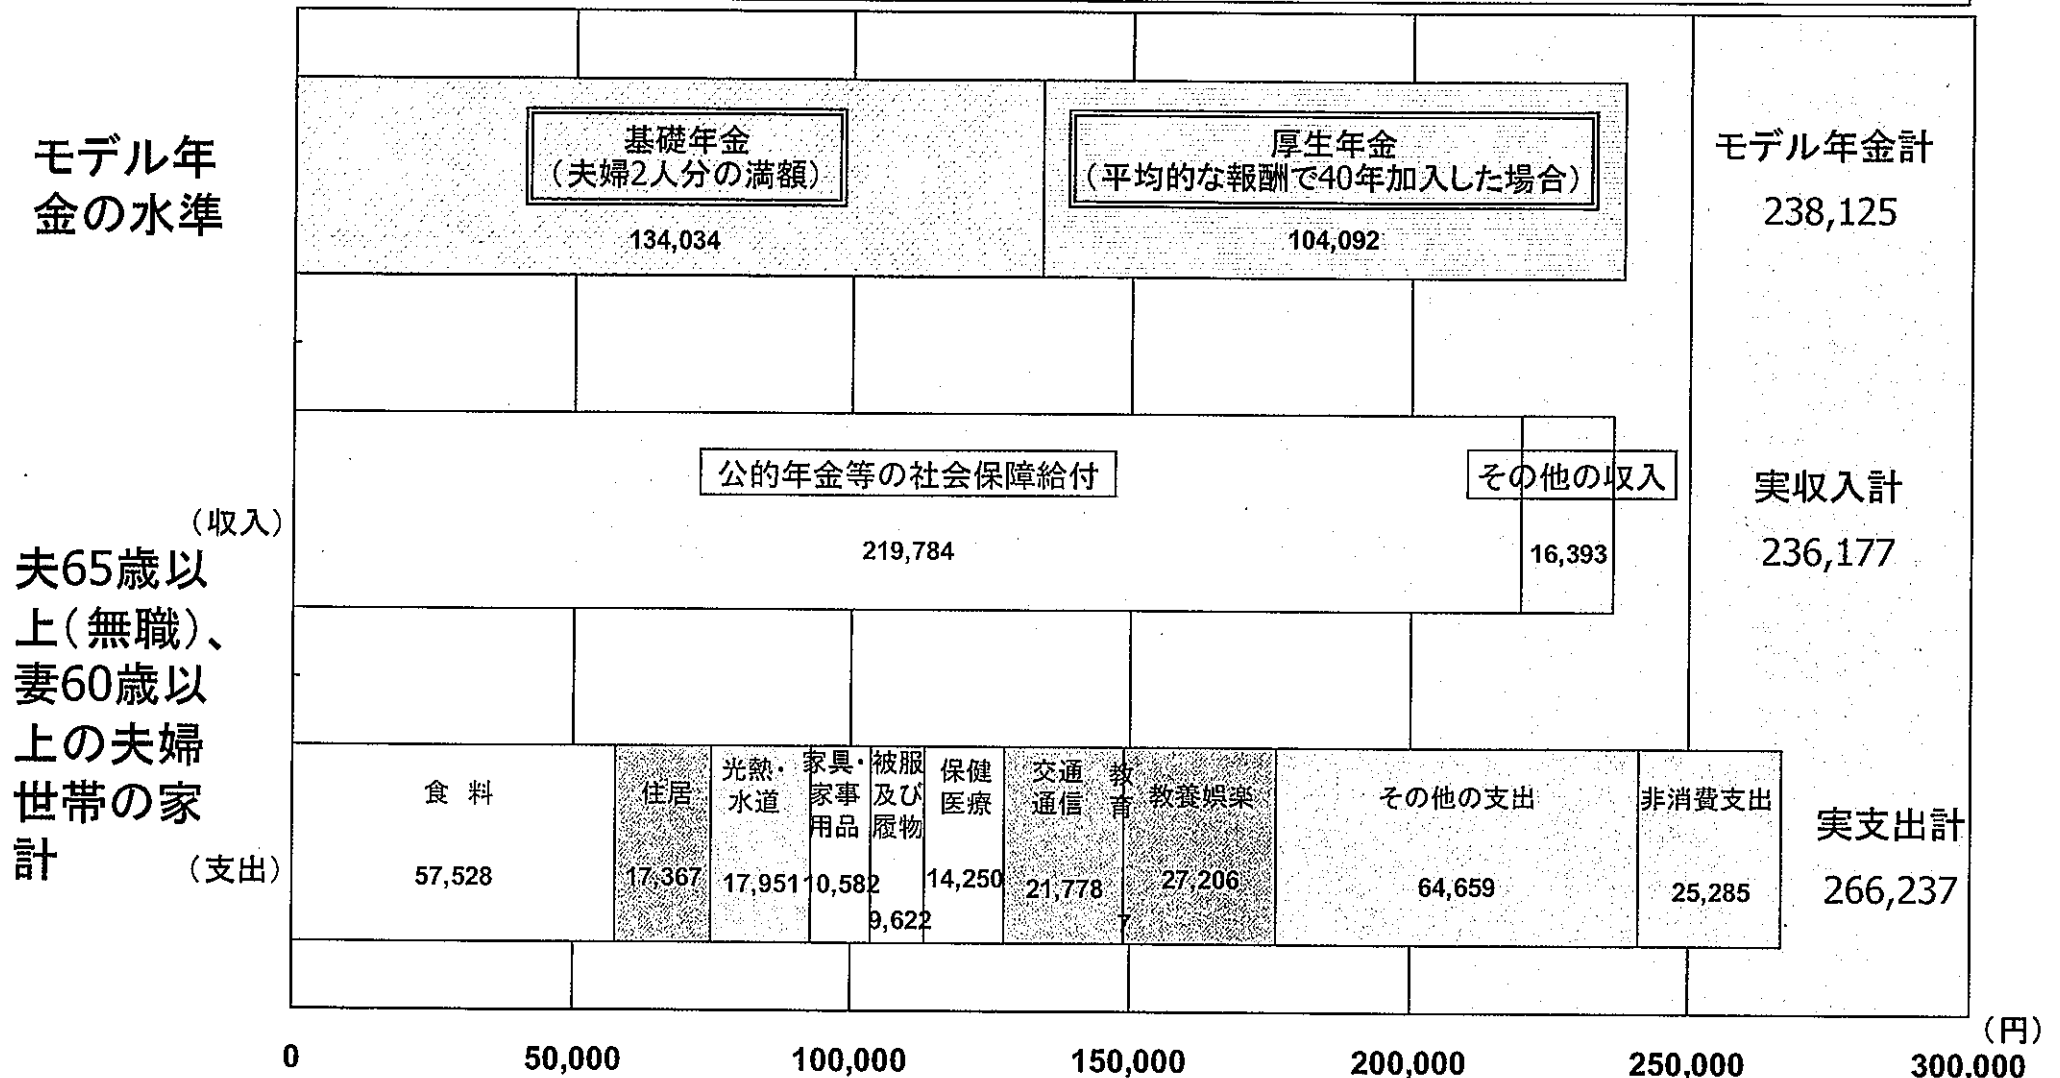 モデル年
金の水準
基礎年金
（夫婦2人分の満額）
134,034
厚生年金
（平均的な報酬で40年加入した場合）
104,092
モデル年金計
238,125
夫65歳以
上（無職）、
妻60歳以
上の夫婦
世帯の家
計
（収入）
公的年金等の社会保障給付
219,784
その他の収入
16,393
実収入計
236,177
（支出）
食 料
57,528
住居
17,367
光熱・
水道
17,951
家具・
家事
用品
10,582
被服
及び
履物
9,622
保健
医療
14,250
交通
通信
21,778
教
育
7
教養娯楽
27,206
その他の支出
64,659
非消費支出
25,285
実支出計
266,237
（円）
0
50,000
100,000
150,000
200,000
250,000
300,000